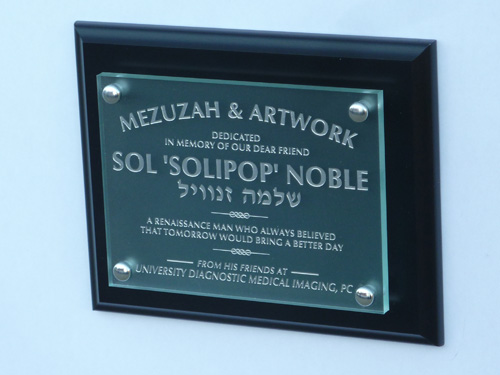 MEZUZAH & ARTWORK
DEDICATED
IN MEMORY OF OUR DEAR FRIEND
SOL 'SOLIPOP' NOBLE
שלמה זנוויל
A RENAISSANCE MAN WHO ALWAYS BELIEVED
THAT TOMORROW WOULD BRING A BETTER DAY
FROM HIS FRIENDS AT
UNIVERSITY DIAGNOSTIC MEDICAL IMAGING, PC